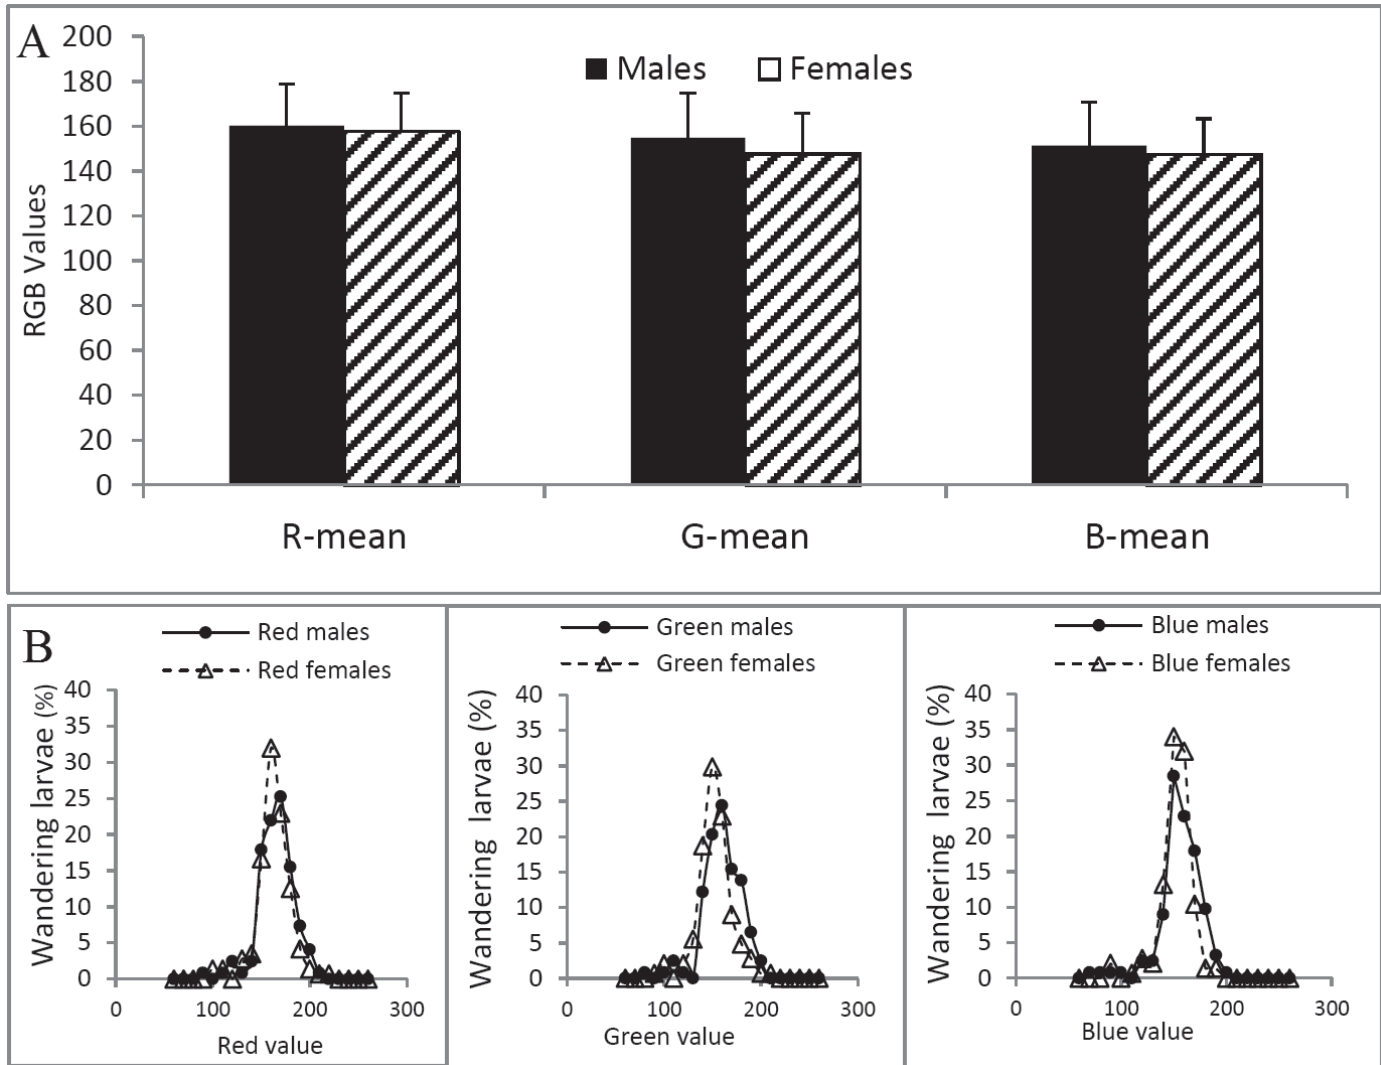 A
200
180
160
140
120
100
80
60
40
20
0
RGB Values
Males Females
R-mean G-mean B-mean
B
Red males
Red females
40
35
30
25
20
15
10
5
0
Wandering larvae (%)
0 100 200 300
Red value
Green males
Green females
40
35
30
25
20
15
10
5
0
Wandering larvae (%)
0 100 200 300
Green value
Blue males
Blue females
40
35
30
25
20
15
10
5
0
Wandering larvae (%)
0 100 200 300
Blue value